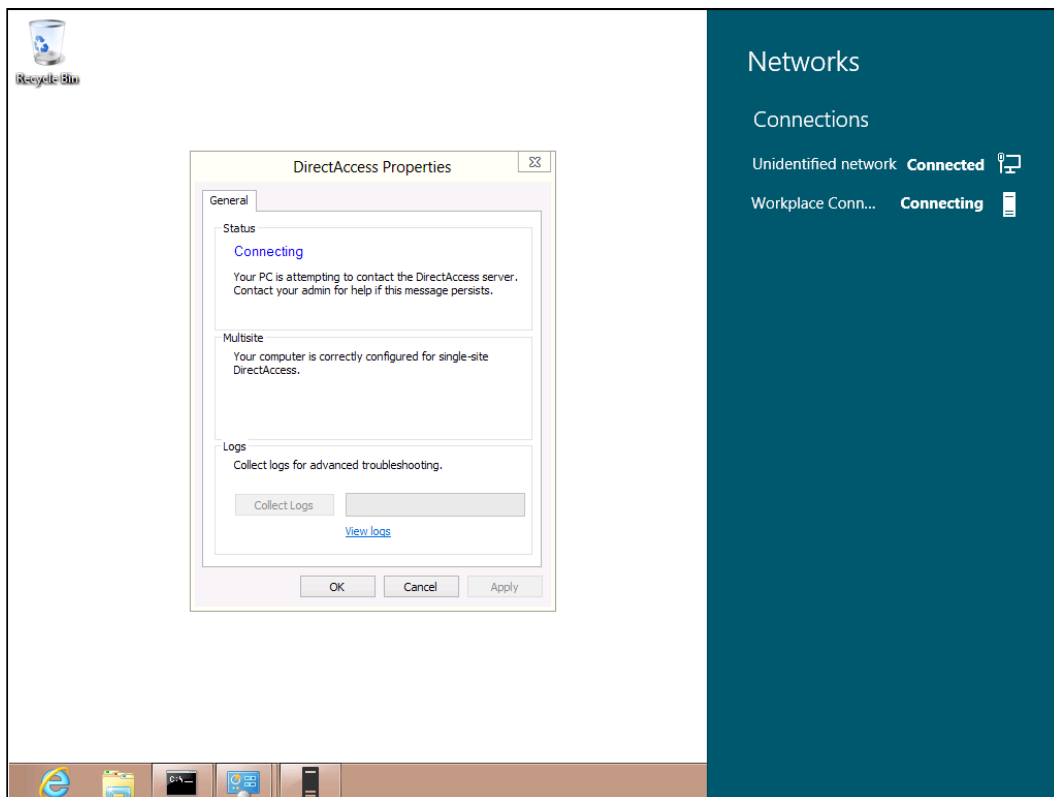 Recycle Bin
DirectAccess Properties
General
Status
Connecting
Your PC is attempting to contact the DirectAccess server.
Contact your admin for help if this message persists.
Multisite
Your computer is correctly configured for single-site
DirectAccess.
Logs
Collect logs for advanced troubleshooting.
Collect Logs
View logs
OK Cancel Apply
Networks
Connections
Unidentified network Connected
Workplace Conn... Connecting
C:\_